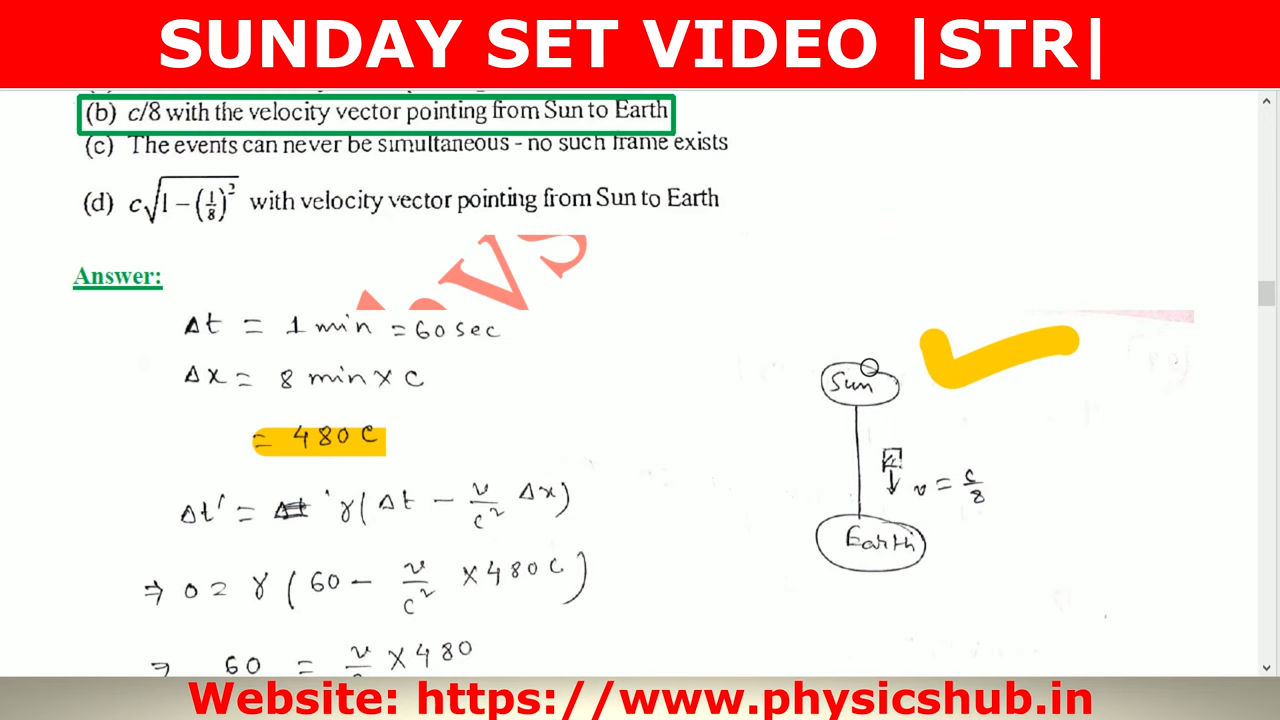 SUNDAY SET VIDEO |STR|
(b) c/8 with the velocity vector pointing from Sun to Earth
(c) The events can never be simultaneous - no such frame exists
(d) c√1 − (1/8)² with velocity vector pointing from Sun to Earth
Answer:
Δt = 1 min = 60 sec
Δx = 8 min × c
= 480 c
Δt' = γ(Δt − v/c² Δx)
⇒ 0 = γ(60 − v/c² × 480 c)
⇒ 60 = v/ × 480
Sun
v = c/8
Earth
Website: https://www.physicshub.in